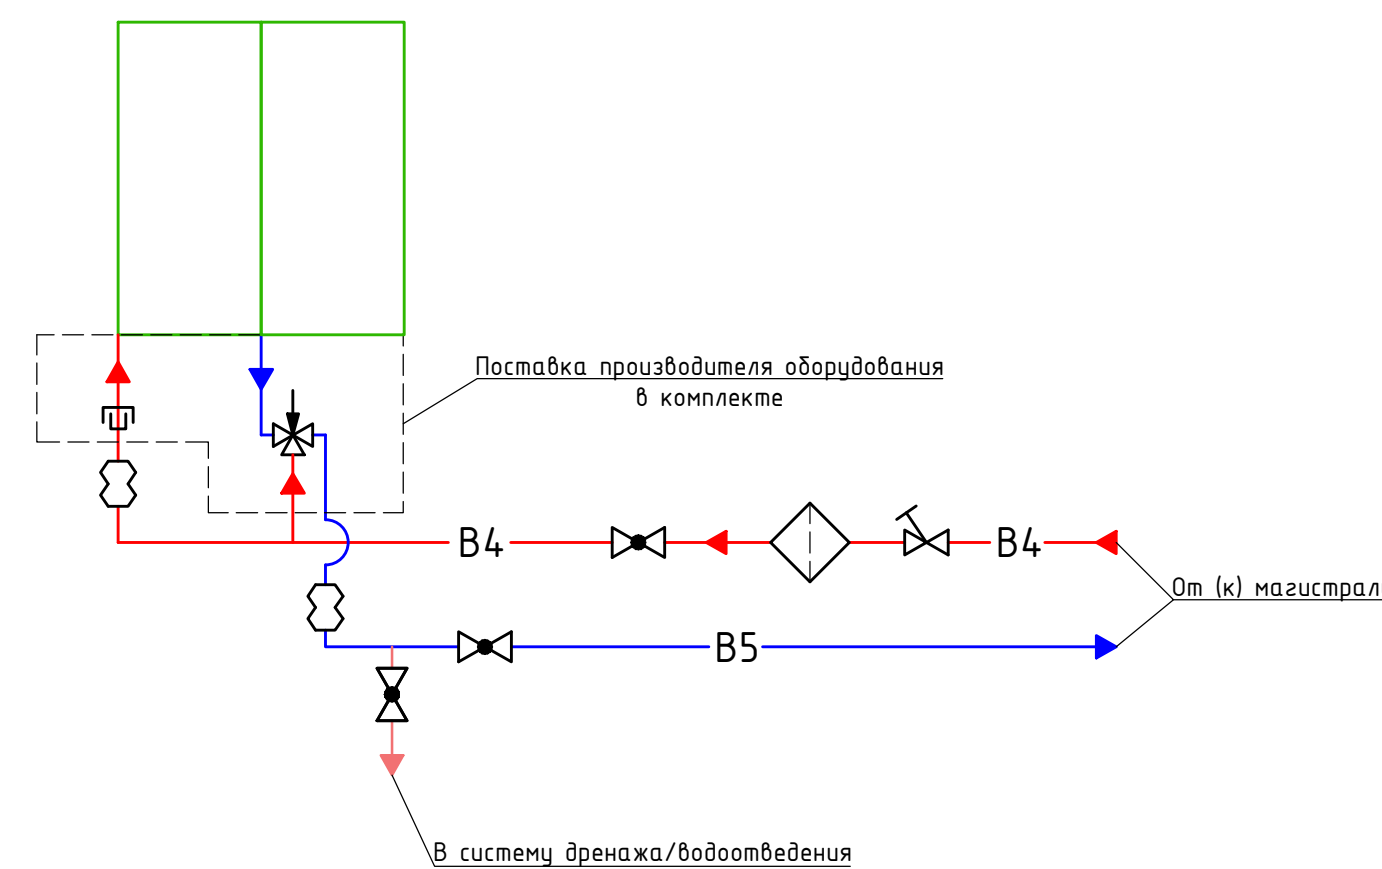 Поставка производителя оборудования
в комплекте
В4
В4
От (к) магистрал
В5
В систему дренажа/водоотведения